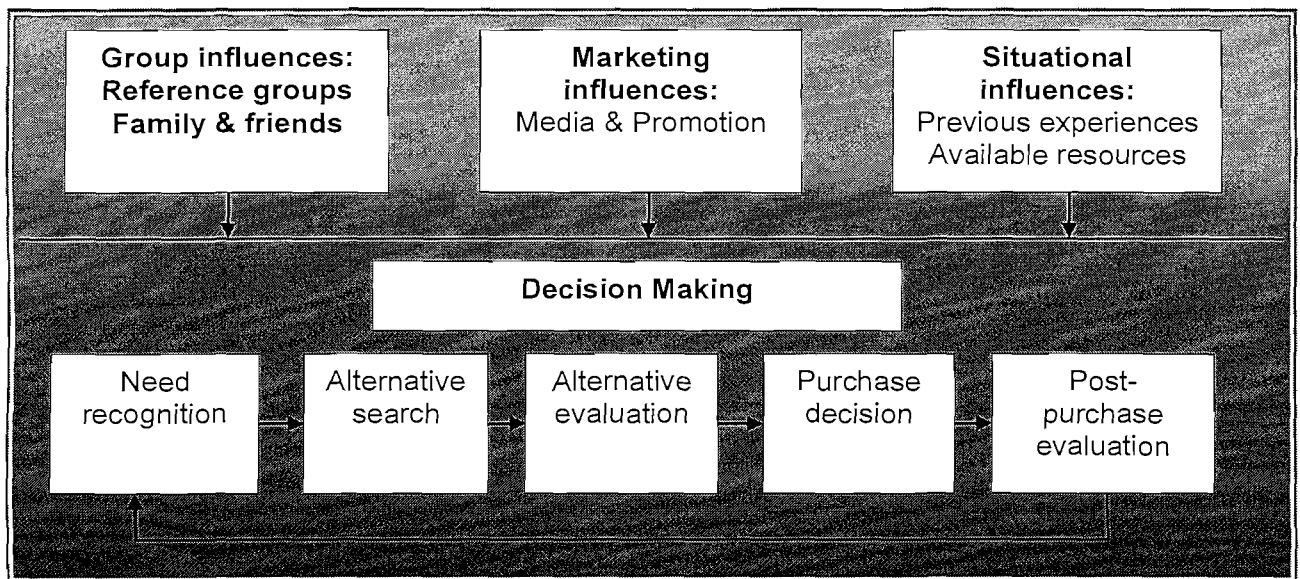 Group influences:
Reference groups
Family & friends
Marketing
influences:
Media & Promotion
Situational
influences:
Previous experiences
Available resources
Decision Making
Need
recognition
Alternative
search
Alternative
evaluation
Purchase
decision
Post-
purchase
evaluation